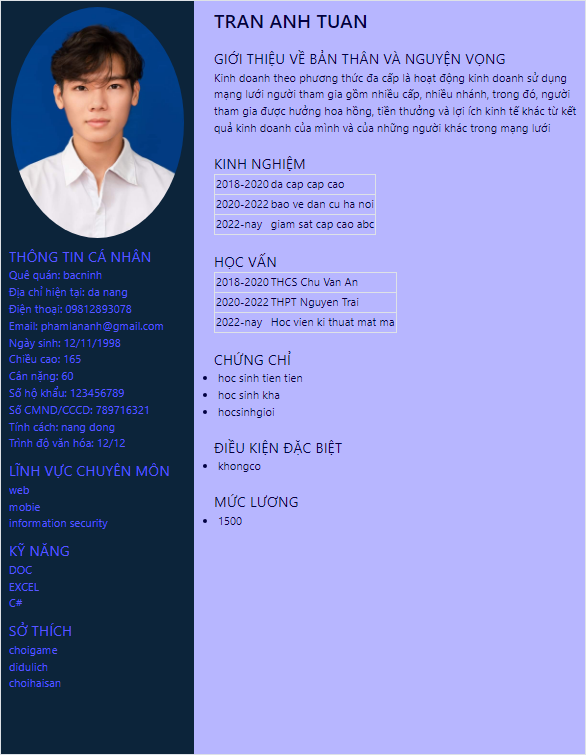 THÔNG TIN CÁ NHÂN
Quê quán: bacninh
Địa chỉ hiện tại: da nang
Điện thoại: 09812893078
Email: phamlananh@gmail.com
Ngày sinh: 12/11/1998
Chiều cao: 165
Cân nặng: 60
Số hộ khẩu: 123456789
Số CMND/CCCD: 789716321
Tính cách: nang dong
Trình độ văn hóa: 12/12
LĨNH VỰC CHUYÊN MÔN
web
mobie
information security
KỸ NĂNG
DOC
EXCEL
C#
SỞ THÍCH
choigame
didulich
choihaisan
TRAN ANH TUAN
GIỚI THIỆU VỀ BẢN THÂN VÀ NGUYỆN VỌNG
Kinh doanh theo phương thức đa cấp là hoạt động kinh doanh sử dụng
mạng lưới người tham gia gồm nhiều cấp, nhiều nhánh, trong đó, người
tham gia được hưởng hoa hồng, tiền thưởng và lợi ích kinh tế khác từ kết
quả kinh doanh của mình và của những người khác trong mạng lưới
KINH NGHIỆM
2018-2020 da cap cap cao
2020-2022 bao ve dan cu ha noi
2022-nay giam sat cap cao abc
HỌC VẤN
2018-2020 THCS Chu Van An
2020-2022 THPT Nguyen Trai
2022-nay Hoc vien ki thuat mat ma
CHỨNG CHỈ
• hoc sinh tien tien
• hoc sinh kha
• hocsinhgioi
ĐIỀU KIỆN ĐẶC BIỆT
• khongco
MỨC LƯƠNG
• 1500